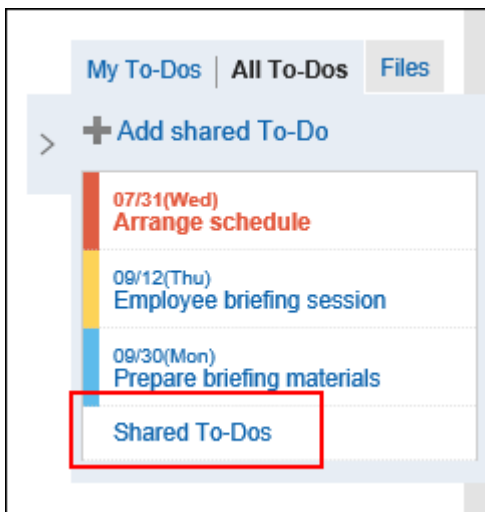 My To-Dos | All To-Dos Files
> + Add shared To-Do
07/31(Wed)
Arrange schedule
09/12(Thu)
Employee briefing session
09/30(Mon)
Prepare briefing materials
Shared To-Dos